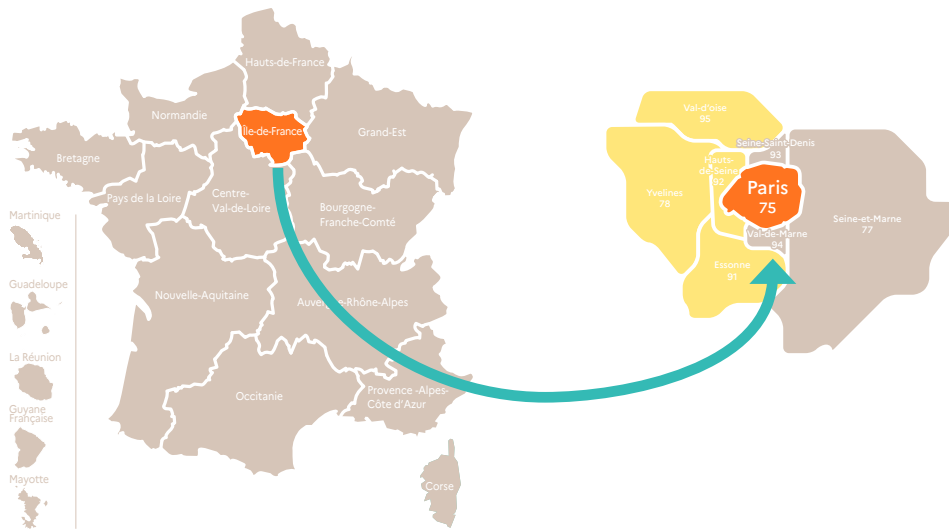 Hauts-de-France
Normandie
Île-de-France
Grand-Est
Bretagne
Pays de la Loire
Centre-
Val-de-Loire
Bourgogne-
Franche-Comté
Nouvelle-Aquitaine
Auvergne-Rhône-Alpes
Occitanie
Provence -Alpes-
Côte d'Azur
Corse
Martinique
Guadeloupe
La Réunion
Guyane
Française
Mayotte
Val-d'oise
95
Seine-Saint-Denis
93
Hauts-
de-Seine
92
Yvelines
78
Paris
75
Seine-et-Marne
77
Val-de-Marne
94
Essonne
91